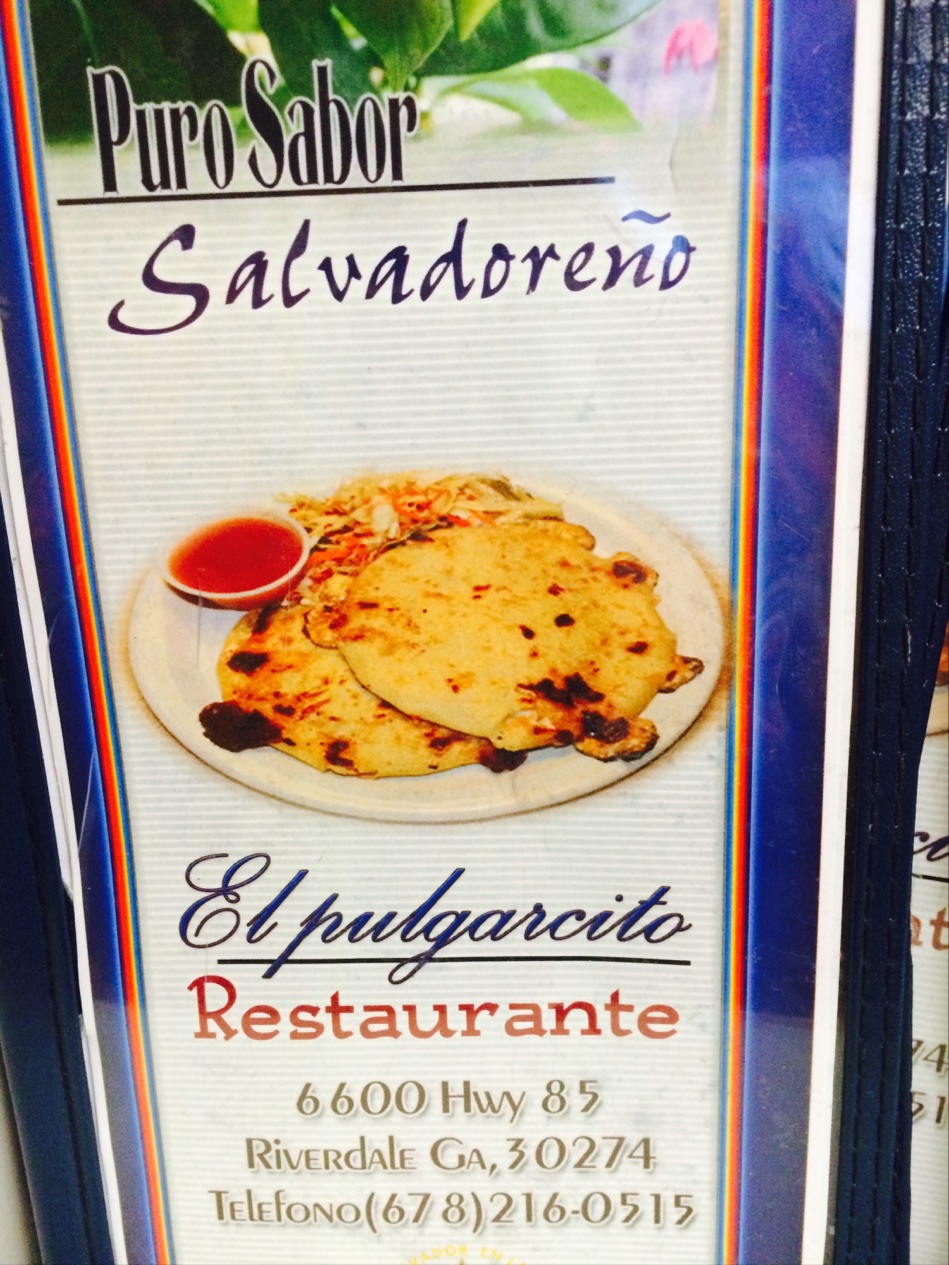 Puro Sabor
Salvadoreño
El pulgarcito
Restaurante
6600 Hwy 85
Riverdale Ga, 30274
Telefono(678)216-0515